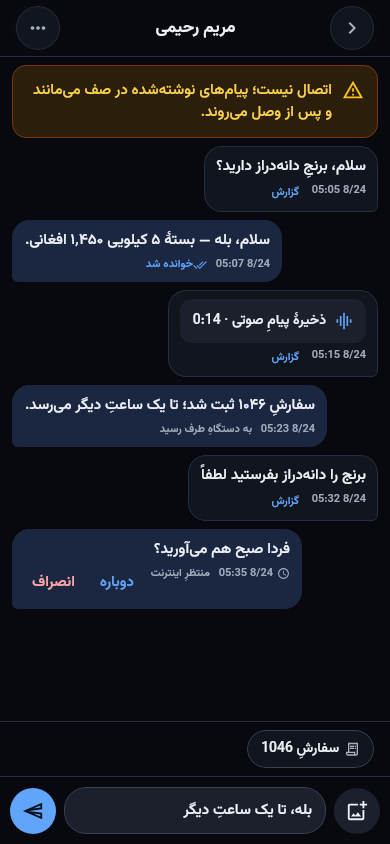 مریم رحیمی
اتصال نیست؛ پیام‌های نوشته‌شده در صف می‌مانند
و پس از وصل می‌روند.
سلام، برنجِ دانه‌دراز دارید؟
8/24 05:05 گزارش
سلام، بله — بستهٔ ۵ کیلویی ۱,۴۵۰ افغانی.
8/24 05:07 خوانده شد
ذخیرهٔ پیامِ صوتی · 0:14
8/24 05:15 گزارش
سفارشِ ۱۰۴۶ ثبت شد؛ تا یک ساعتِ دیگر می‌رسد.
8/24 05:23 به دستگاهِ طرف رسید
برنج را دانه‌دراز بفرستید لطفاً
8/24 05:32 گزارش
فردا صبح هم می‌آورید؟
8/24 05:35 منتظرِ اینترنت دوباره انصراف
سفارشِ 1046
بله، تا یک ساعتِ دیگر